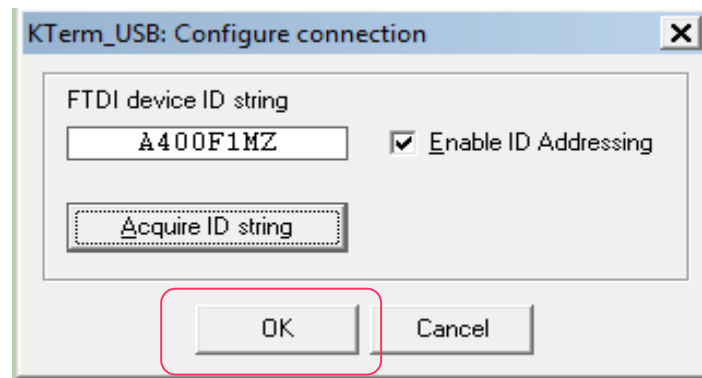 KTerm_USB: Configure connection
FTDI device ID string
A400F1MZ
Enable ID Addressing
Acquire ID string
OK
Cancel